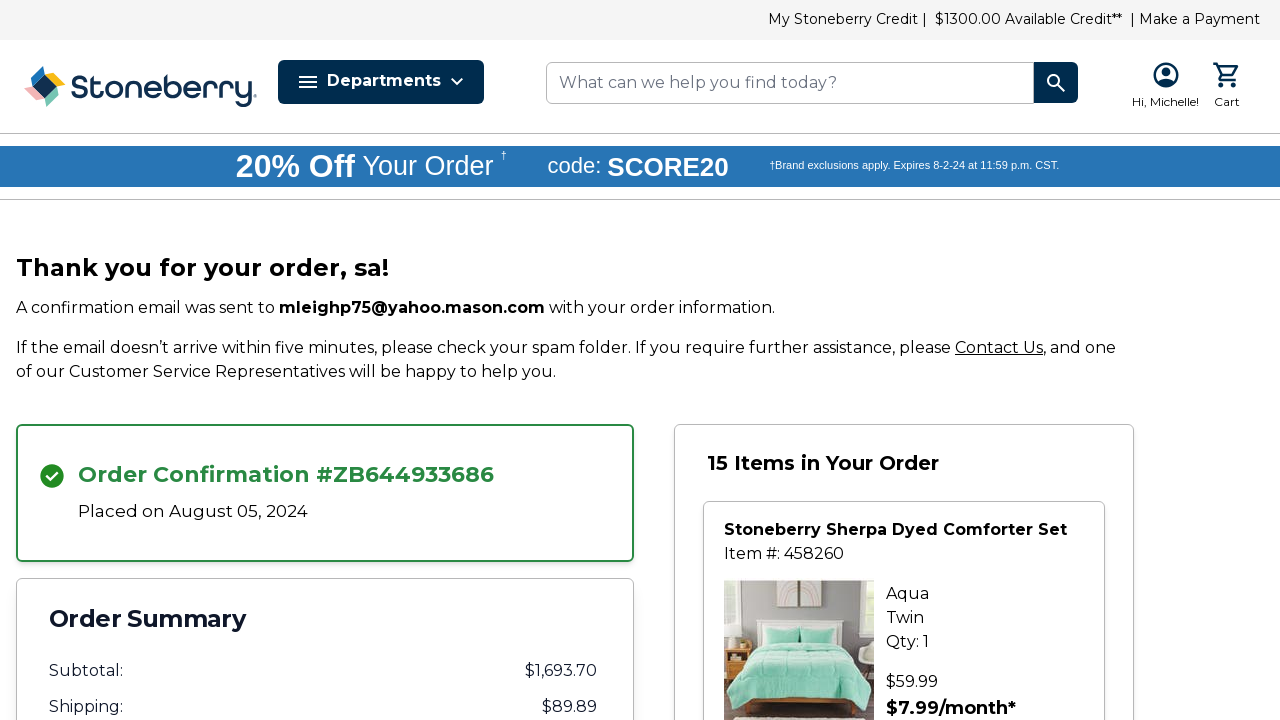 My Stoneberry Credit | $1300.00 Available Credit** | Make a Payment
Stoneberry.
Departments
What can we help you find today?
Hi, Michelle!
Cart
20% Off Your Order † code: SCORE20 †Brand exclusions apply. Expires 8-2-24 at 11:59 p.m. CST.
Thank you for your order, sa!
A confirmation email was sent to mleighp75@yahoo.mason.com with your order information.
If the email doesn’t arrive within five minutes, please check your spam folder. If you require further assistance, please Contact Us, and one
of our Customer Service Representatives will be happy to help you.
Order Confirmation #ZB644933686
Placed on August 05, 2024
Order Summary
Subtotal: $1,693.70
Shipping: $89.89
15 Items in Your Order
Stoneberry Sherpa Dyed Comforter Set
Item #: 458260
Aqua
Twin
Qty: 1
$59.99
$7.99/month*